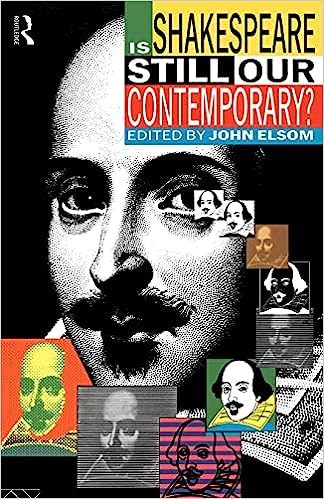 ROUTLEDGE
IS SHAKESPEARE
STILL OUR
CONTEMPORARY?
EDITED BY JOHN ELSOM